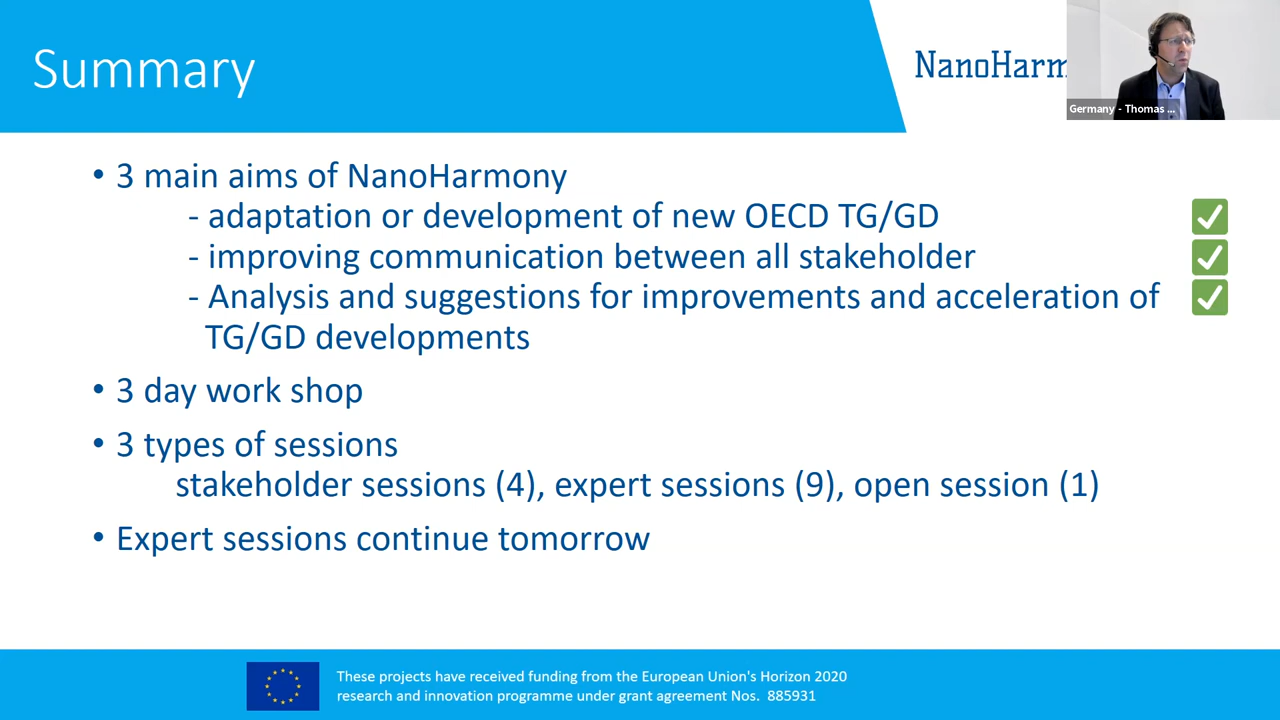 Summary
NanoHarm
Germany - Thomas ...
• 3 main aims of NanoHarmony
- adaptation or development of new OECD TG/GD
- improving communication between all stakeholder
- Analysis and suggestions for improvements and acceleration of
TG/GD developments
• 3 day work shop
• 3 types of sessions
stakeholder sessions (4), expert sessions (9), open session (1)
• Expert sessions continue tomorrow
These projects have received funding from the European Union's Horizon 2020
research and innovation programme under grant agreement Nos. 885931